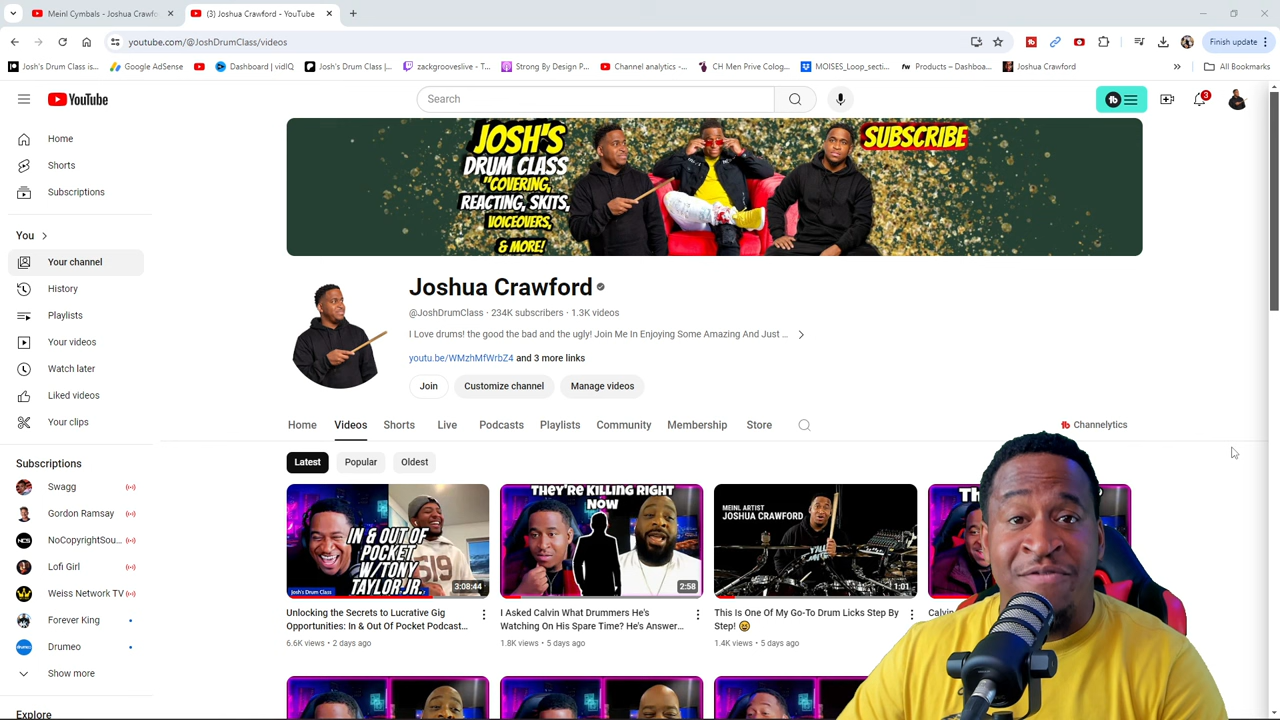 Meinl Cymbals - Joshua Crawfo
(3) Joshua Crawford - YouTube
youtube.com/@JoshDrumClass/videos
Finish update
Josh's Drum Class is...
Google AdSense
Dashboard | vidIQ
Josh's Drum Class |...
zackgrooveslive - T...
Strong By Design P...
Channel analytics -...
CH Men Prive Colog...
MOISES_Loop_secti...
fw Products – Dashboa...
Joshua Crawford
All Bookmarks
YouTube
Search
tb
3
Home
Shorts
Subscriptions
You
Your channel
History
Playlists
Your videos
Watch later
Liked videos
Your clips
Subscriptions
Swagg
Gordon Ramsay
NCS NoCopyrightSou...
Lofi Girl
Weiss Network TV
Forever King
Drumeo
Show more
Explore
JOSH'S
DRUM CLASS
"COVERING,
REACTING, SKITS,
VOICEOVERS,
& MORE!
SUBSCRIBE
Joshua Crawford
@JoshDrumClass · 234K subscribers · 1.3K videos
I Love drums! the good the bad and the ugly! Join Me In Enjoying Some Amazing And Just ...
youtu.be/WMzhMfWrbZ4 and 3 more links
Join
Customize channel
Manage videos
Home
Videos
Shorts
Live
Podcasts
Playlists
Community
Membership
Store
tb Channelytics
Latest
Popular
Oldest
IN & OUT OF
POCKET
W/TONY
TAYLOR JR.
619
Josh's Drum Class
3:08:44
Unlocking the Secrets to Lucrative Gig
Opportunities: In & Out Of Pocket Podcast...
6.6K views • 2 days ago
THEY'RE KILLING RIGHT
NOW
2:58
I Asked Calvin What Drummers He's
Watching On His Spare Time? He's Answer...
1.8K views • 5 days ago
MEINL ARTIST
JOSHUA CRAWFORD
1:01
This Is One Of My Go-To Drum Licks Step By
Step!
1.4K views • 5 days ago